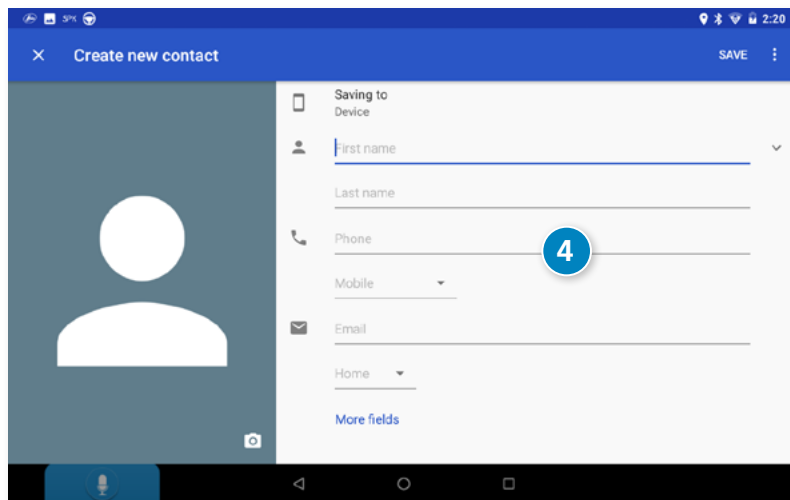 SPK 2:20
Create new contact SAVE
Saving to
Device
First name
Last name
Phone
4
Mobile
Email
Home
More fields